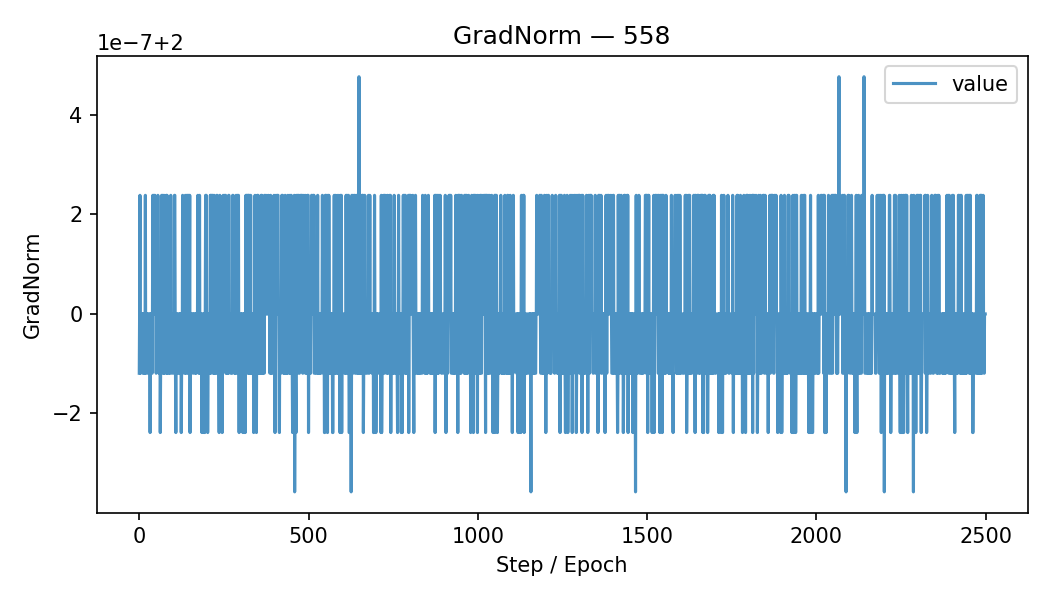 GradNorm — 558
1e−7+2
value
4
2
0
−2
GradNorm
0
500
1000
1500
2000
2500
Step / Epoch